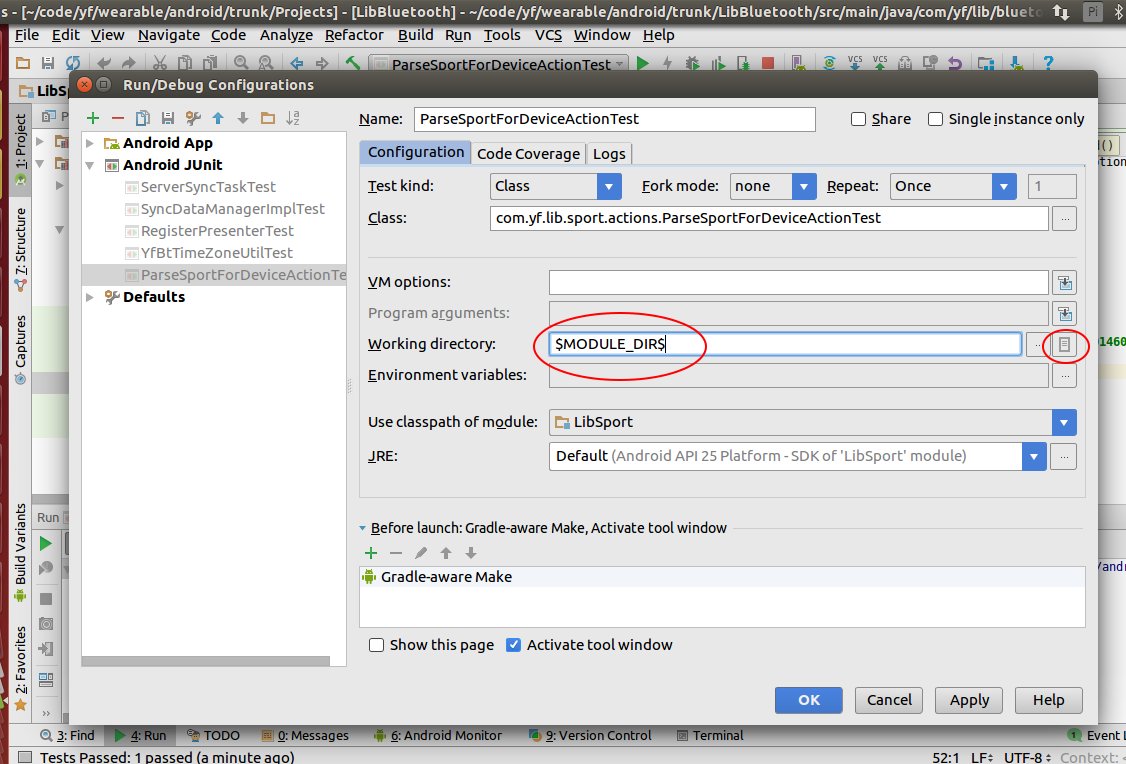 s - [~/code/yf/wearable/android/trunk/Projects] - [LibBluetooth] - ~/code/yf/wearable/android/trunk/LibBluetooth/src/main/java/com/yf/lib/blueto
File Edit View Navigate Code Analyze Refactor Build Run Tools VCS Window Help
ParseSportForDeviceActionTest VCS VCS ?
Run/Debug Configurations
LibSp
1: Project
7: Structure
Captures
Build Variants
2: Favorites
Run
Android App
Android JUnit
ServerSyncTaskTest
SyncDataManagerImplTest
RegisterPresenterTest
YfBtTimeZoneUtilTest
ParseSportForDeviceActionTe
Defaults
Name: ParseSportForDeviceActionTest Share Single instance only
Configuration Code Coverage Logs
Test kind: Class Fork mode: none Repeat: Once 1
Class: com.yf.lib.sport.actions.ParseSportForDeviceActionTest ...
VM options:
Program arguments:
Working directory: $MODULE_DIR$
Environment variables: ...
Use classpath of module: LibSport
JRE: Default (Android API 25 Platform - SDK of 'LibSport' module) ...
Before launch: Gradle-aware Make, Activate tool window
Gradle-aware Make
Show this page Activate tool window
OK Cancel Apply Help
3: Find 4: Run TODO 0: Messages 6: Android Monitor 9: Version Control Terminal 1 Event L
Tests Passed: 1 passed (a minute ago) 52:1 LF UTF-8 Context: